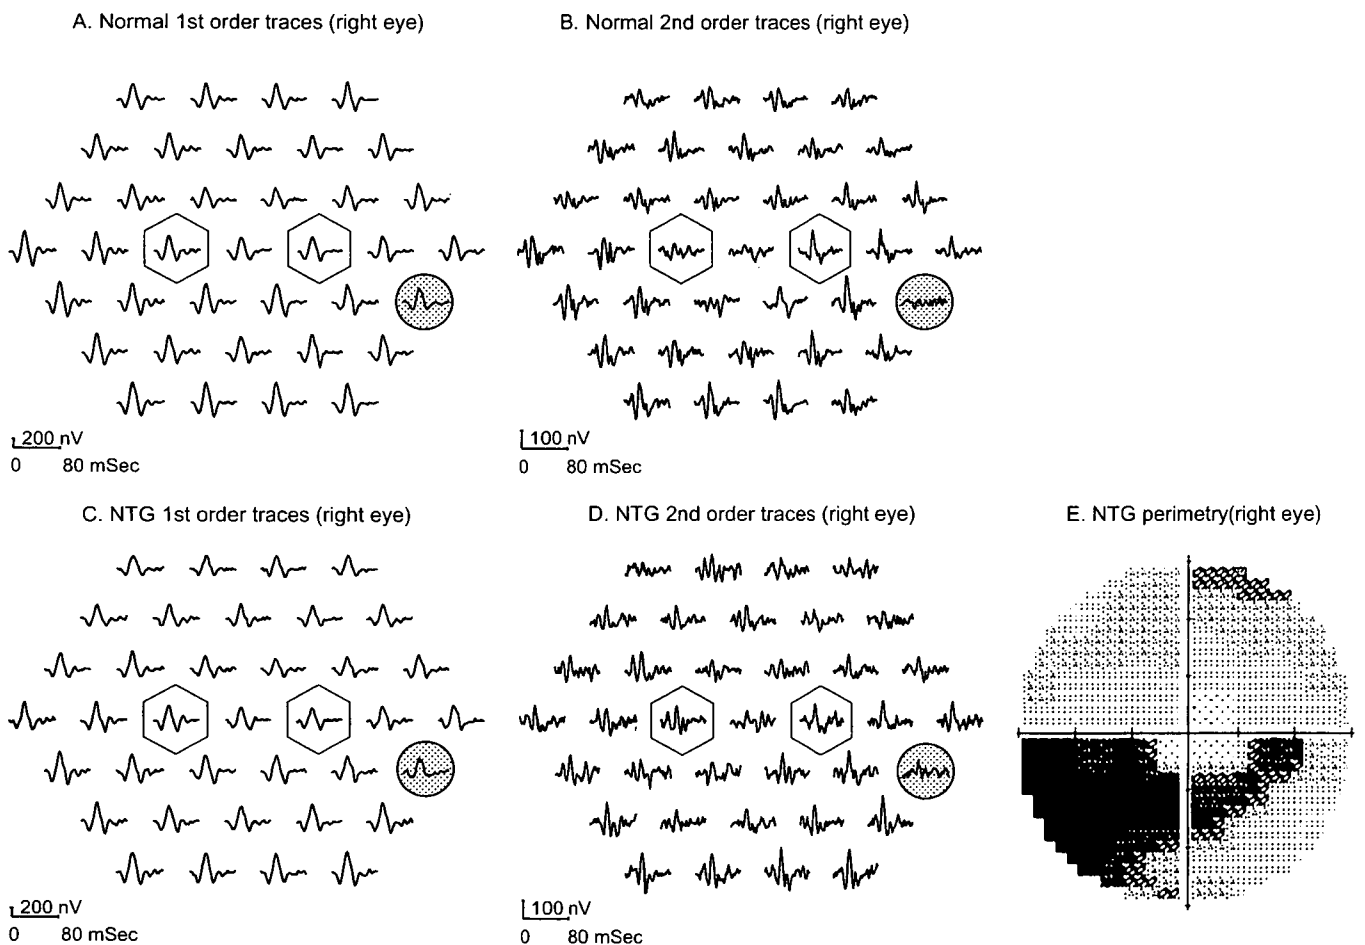 A. Normal 1st order traces (right eye)
B. Normal 2nd order traces (right eye)
200 nV
0 80 mSec
100 nV
0 80 mSec
C. NTG 1st order traces (right eye)
D. NTG 2nd order traces (right eye)
E. NTG perimetry(right eye)
200 nV
0 80 mSec
100 nV
0 80 mSec